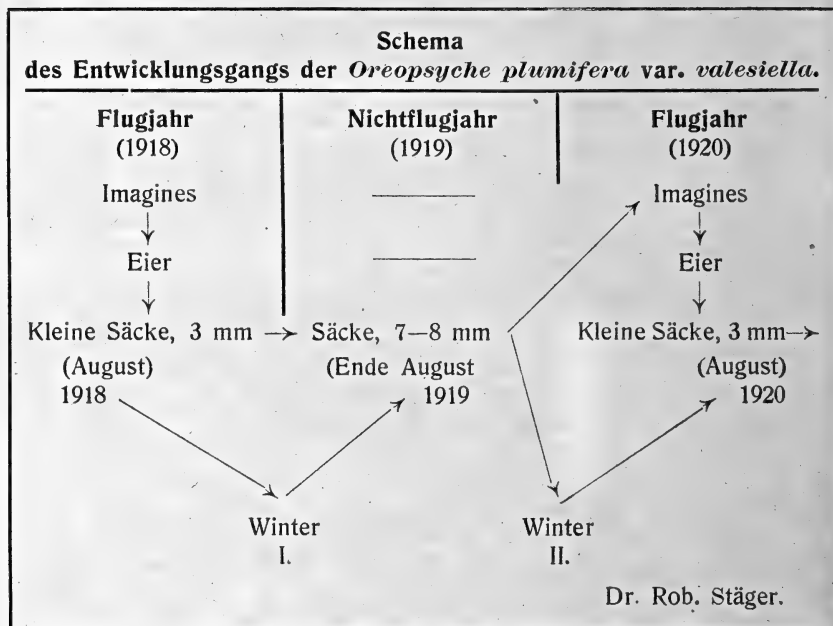 Schema
des Entwicklungsgangs der Oreopsyche plumifera var. valesiella.
Flugjahr
(1918)
Nichtflugjahr
(1919)
Flugjahr
(1920)
Imagines
Imagines
Eier
Eier
Kleine Säcke, 3 mm → Säcke, 7—8 mm
Kleine Säcke, 3 mm→
(August)
1918
(Ende August
1919
(August)
1920
Winter
I.
Winter
II.
Dr. Rob. Stäger.